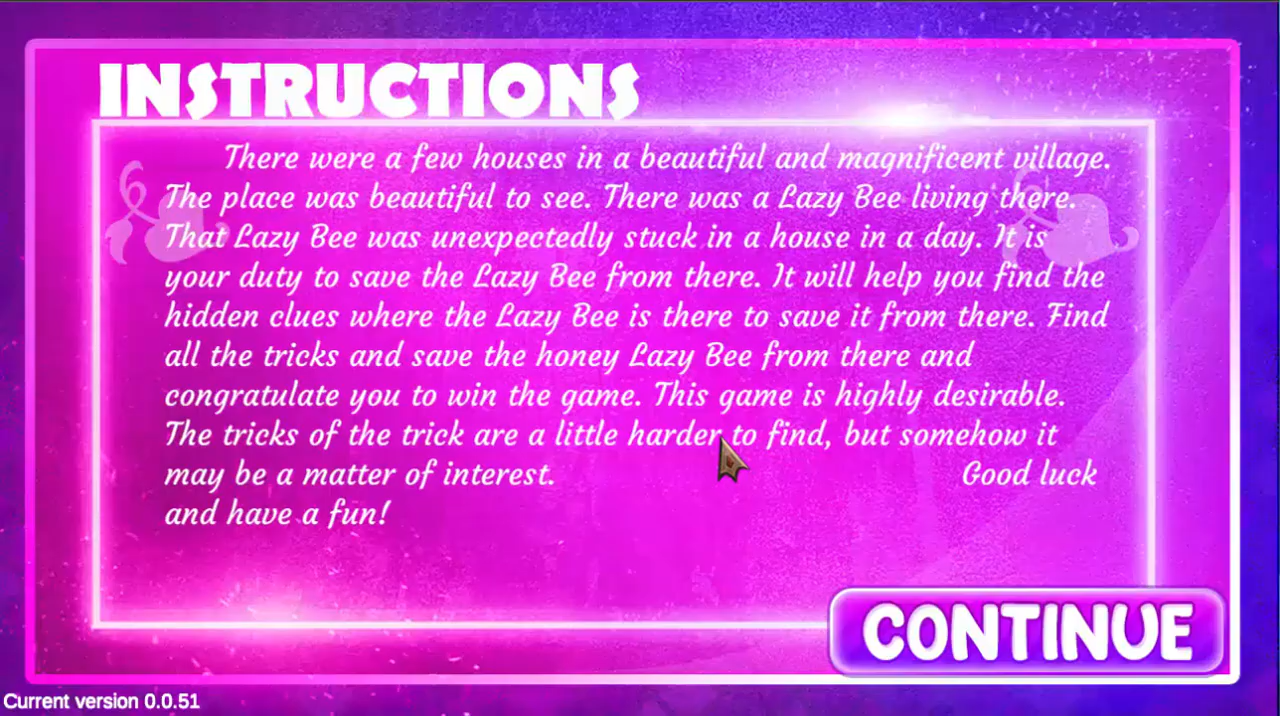 INSTRUCTIONS
There were a few houses in a beautiful and magnificent village.
The place was beautiful to see. There was a Lazy Bee living there.
That Lazy Bee was unexpectedly stuck in a house in a day. It is
your duty to save the Lazy Bee from there. It will help you find the
hidden clues where the Lazy Bee is there to save it from there. Find
all the tricks and save the honey Lazy Bee from there and
congratulate you to win the game. This game is highly desirable.
The tricks of the trick are a little harder to find, but somehow it
may be a matter of interest. Good luck
and have a fun!
CONTINUE
Current version 0.0.51